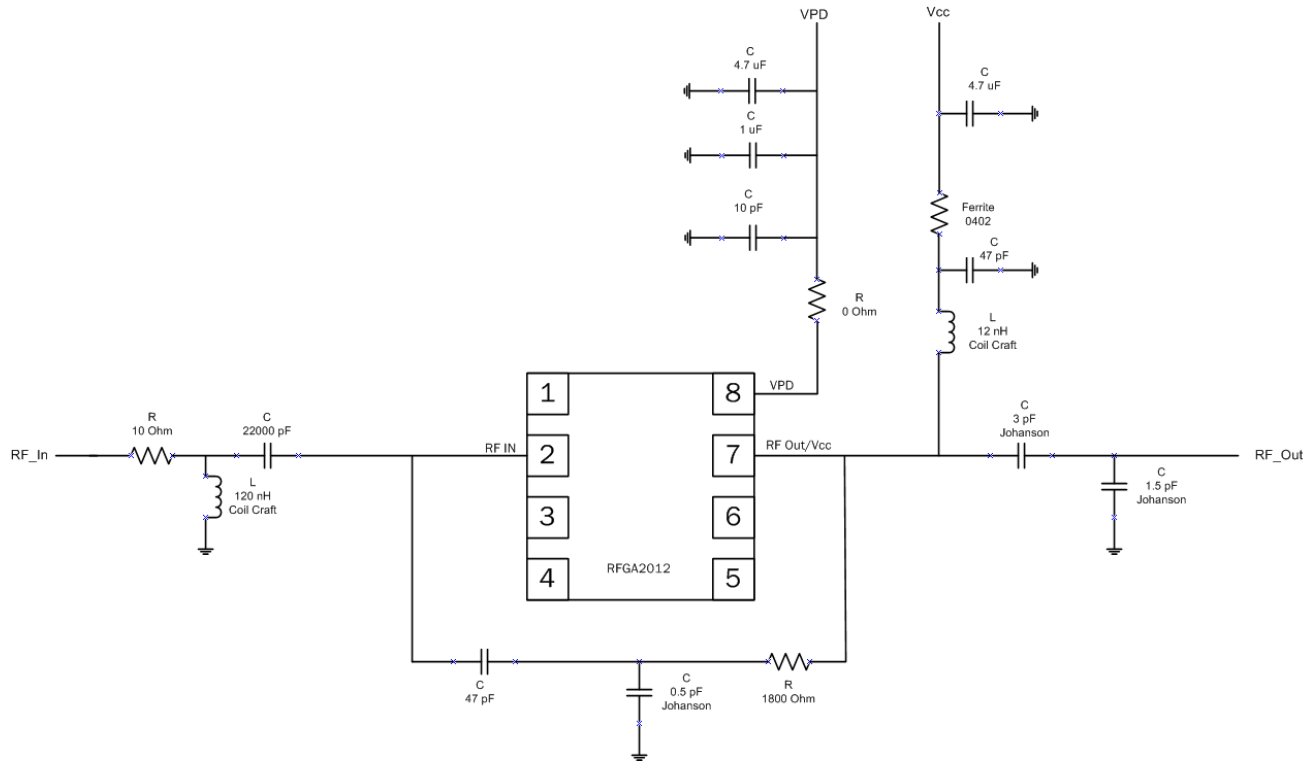 VPD
Vcc
C
4.7 uF
C
4.7 uF
C
1 uF
C
10 pF
Ferrite
0402
C
47 pF
R
0 Ohm
L
12 nH
Coil Craft
1
8
VPD
R
10 Ohm
C
22000 pF
C
3 pF
Johanson
RF_In
RF IN
2
7
RF Out/Vcc
RF_Out
L
120 nH
Coil Craft
C
1.5 pF
Johanson
3
6
RFGA2012
4
5
C
47 pF
C
0.5 pF
Johanson
R
1800 Ohm